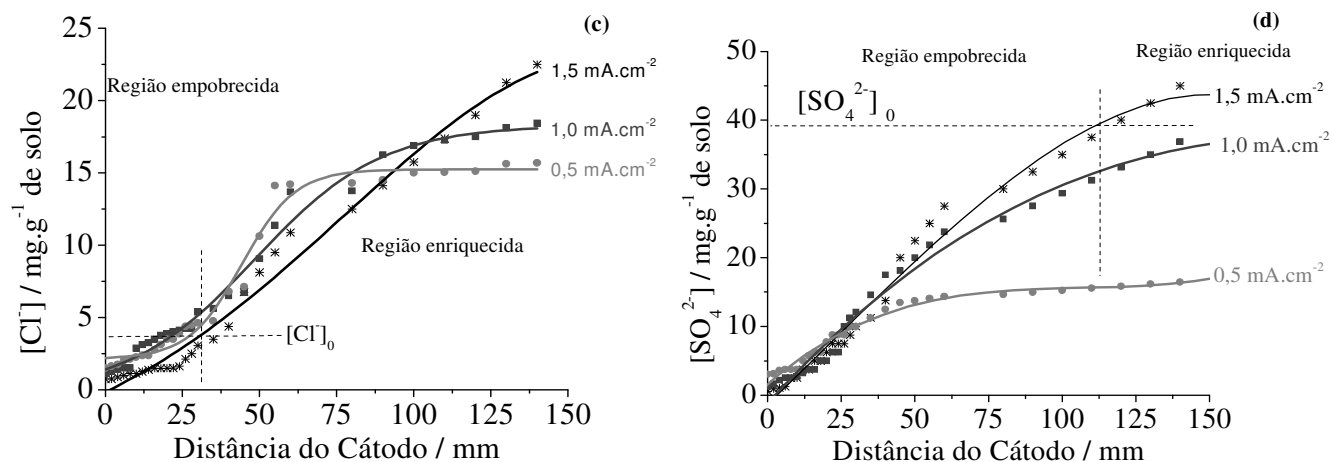 (c)
Região empobrecida
1,5 mA.cm⁻²
1,0 mA.cm⁻²
0,5 mA.cm⁻²
Região enriquecida
[Cl⁻]₀
[Cl⁻] / mg.g⁻¹ de solo
25
20
15
10
5
0
0 25 50 75 100 125 150
Distância do Cátodo / mm
(d)
Região empobrecida
Região enriquecida
[SO₄²⁻]₀
1,5 mA.cm⁻²
1,0 mA.cm⁻²
0,5 mA.cm⁻²
[SO₄²⁻] / mg.g⁻¹ de solo
50
40
30
20
10
0
0 25 50 75 100 125 150
Distância do Cátodo / mm